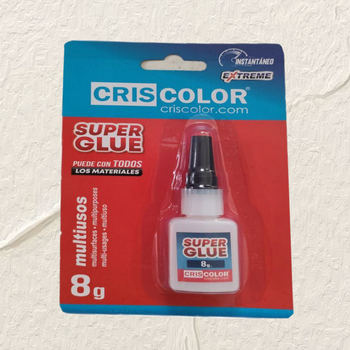 INSTANTÁNEO
EXTREME
CRISCOLOR®
criscolor.com
SUPER
GLUE
PUEDE CON TODOS
LOS MATERIALES
multiusos
multisurfaces • multipurposes
multi-usages • multiuso
8g
SUPER
GLUE
8g
CRISCOLOR